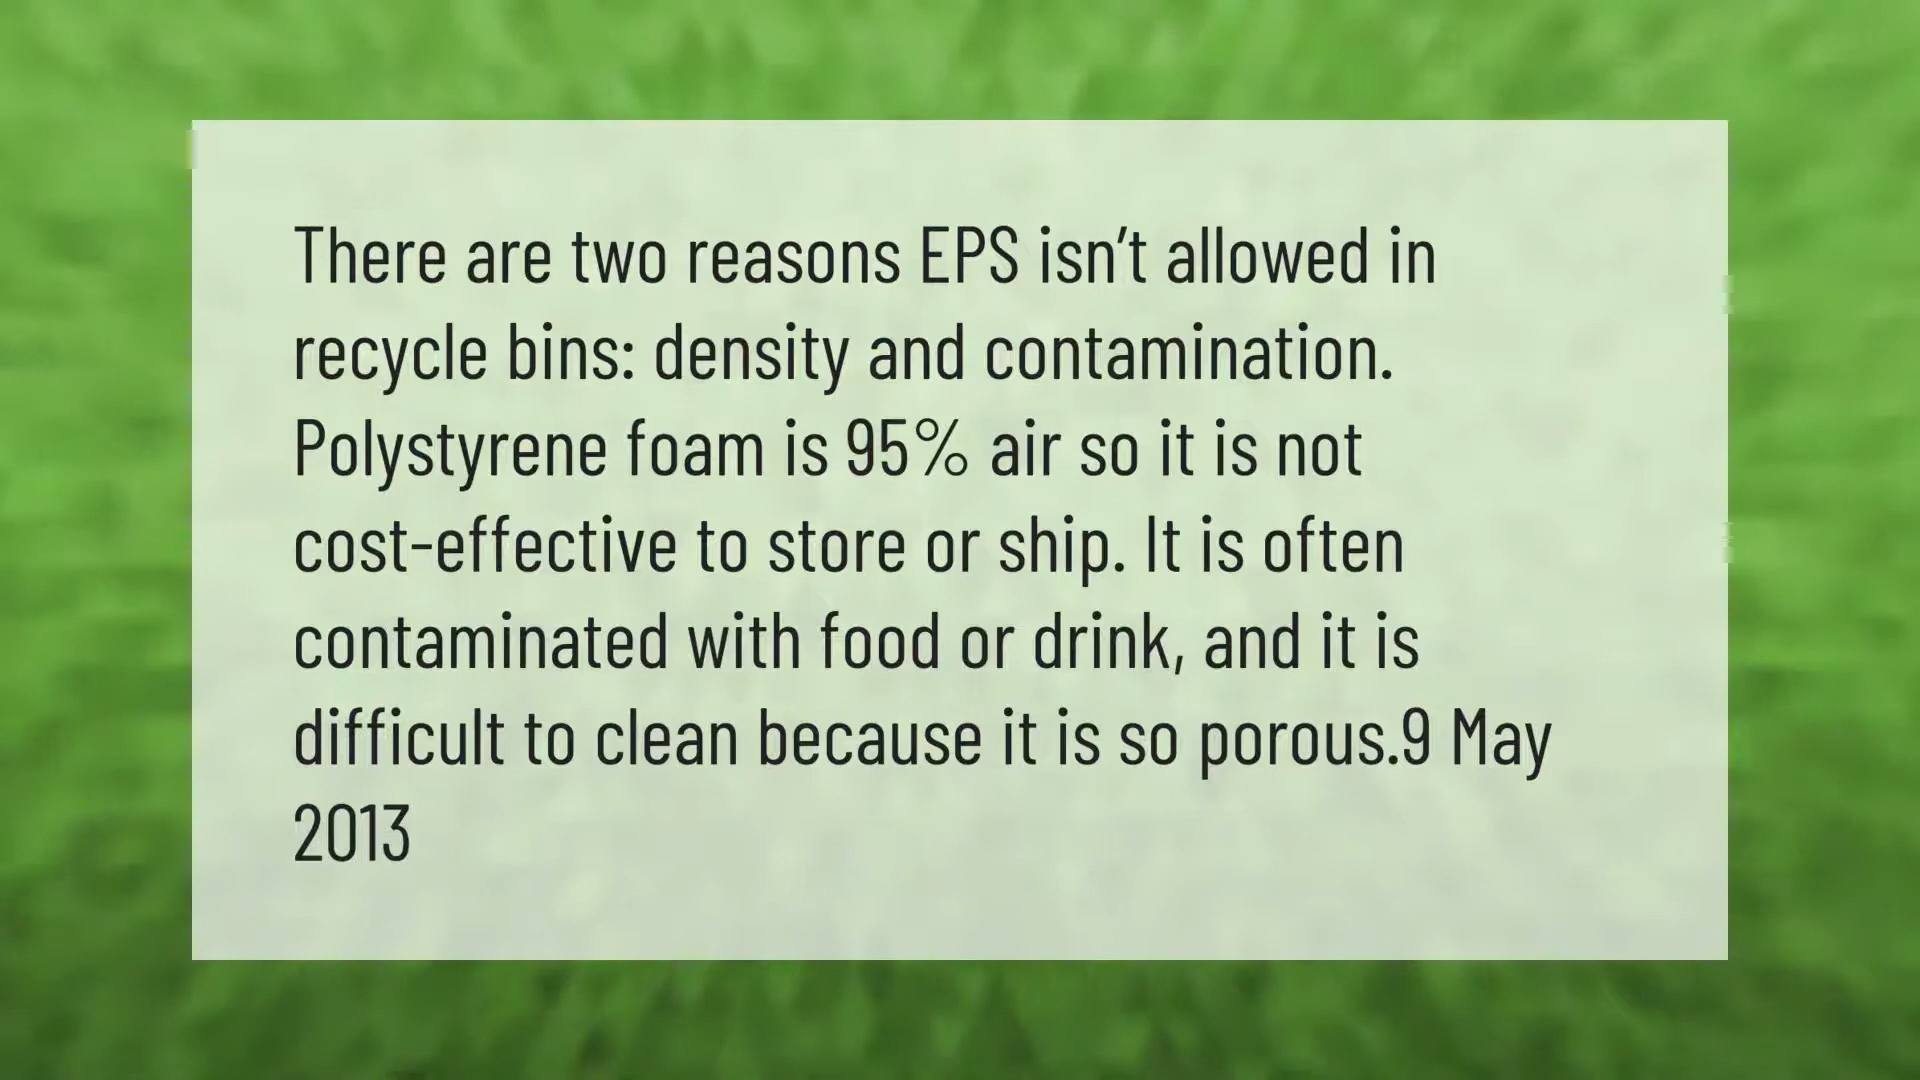 There are two reasons EPS isn’t allowed in
recycle bins: density and contamination.
Polystyrene foam is 95% air so it is not
cost-effective to store or ship. It is often
contaminated with food or drink, and it is
difficult to clean because it is so porous.9 May
2013